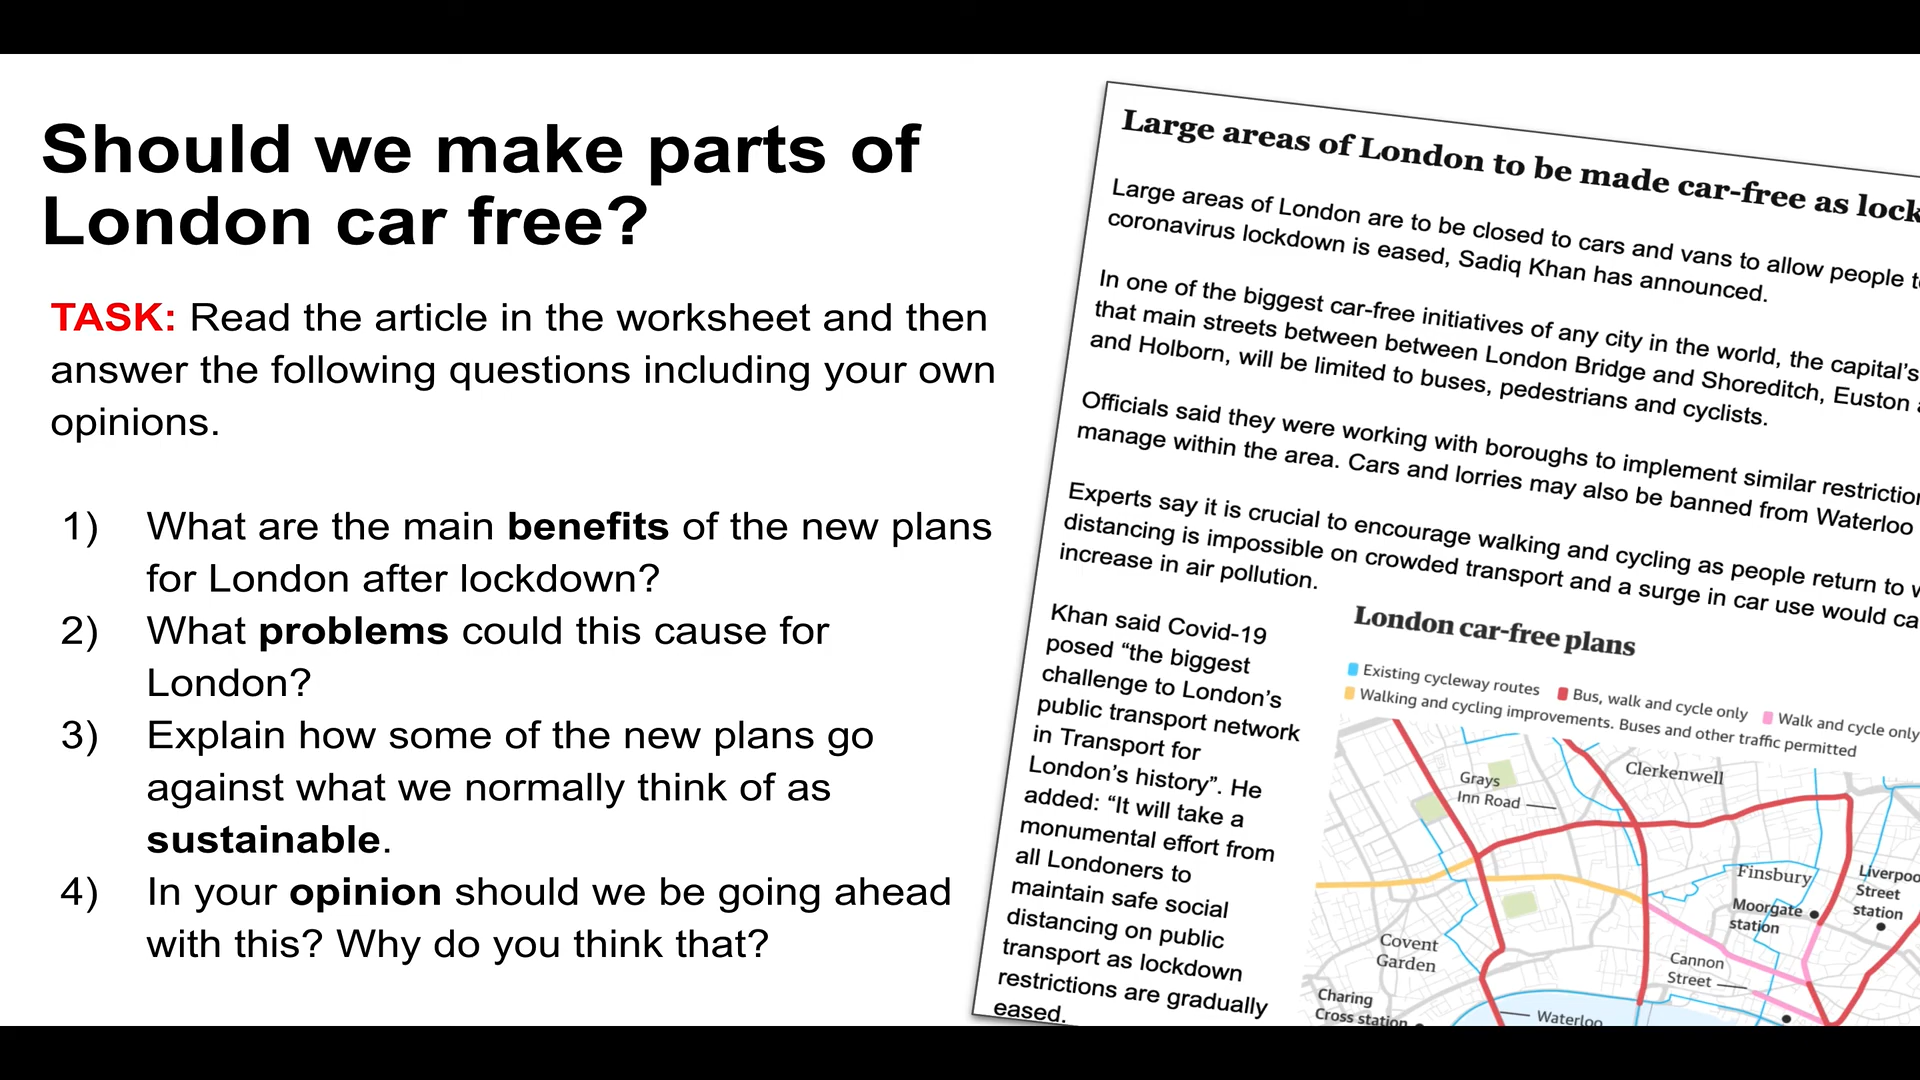 Should we make parts of
London car free?
TASK: Read the article in the worksheet and then
answer the following questions including your own
opinions.
1) What are the main benefits of the new plans
for London after lockdown?
2) What problems could this cause for
London?
3) Explain how some of the new plans go
against what we normally think of as
sustainable.
4) In your opinion should we be going ahead
with this? Why do you think that?
Large areas of London to be made car-free as lock
Large areas of London are to be closed to cars and vans to allow people t
coronavirus lockdown is eased, Sadiq Khan has announced.
In one of the biggest car-free initiatives of any city in the world, the capital's
that main streets between between London Bridge and Shoreditch, Euston
and Holborn, will be limited to buses, pedestrians and cyclists.
Officials said they were working with boroughs to implement similar restriction
manage within the area. Cars and lorries may also be banned from Waterloo
Experts say it is crucial to encourage walking and cycling as people return to w
distancing is impossible on crowded transport and a surge in car use would ca
increase in air pollution.
Khan said Covid-19
posed “the biggest
challenge to London's
public transport network
in Transport for
London's history”. He
added: “It will take a
monumental effort from
all Londoners to
maintain safe social
distancing on public
transport as lockdown
restrictions are gradually
eased.
London car-free plans
Existing cycleway routes
Bus, walk and cycle only
Walk and cycle only
Walking and cycling improvements. Buses and other traffic permitted
Grays
Inn Road
Clerkenwell
Finsbury
Liverpoo
Street
station
Moorgate
station
Covent
Garden
Cannon
Street
Charing
Cross station
Waterloo